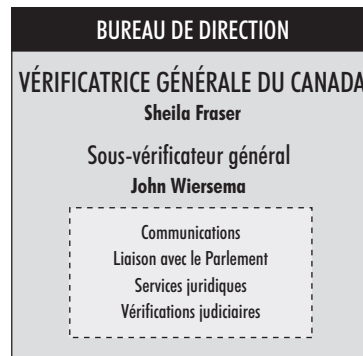 BUREAU DE DIRECTION
VÉRIFICATRICE GÉNÉRALE DU CANADA
Sheila Fraser
Sous-vérificateur général
John Wiersema
Communications
Liaison avec le Parlement
Services juridiques
Vérifications judiciaires